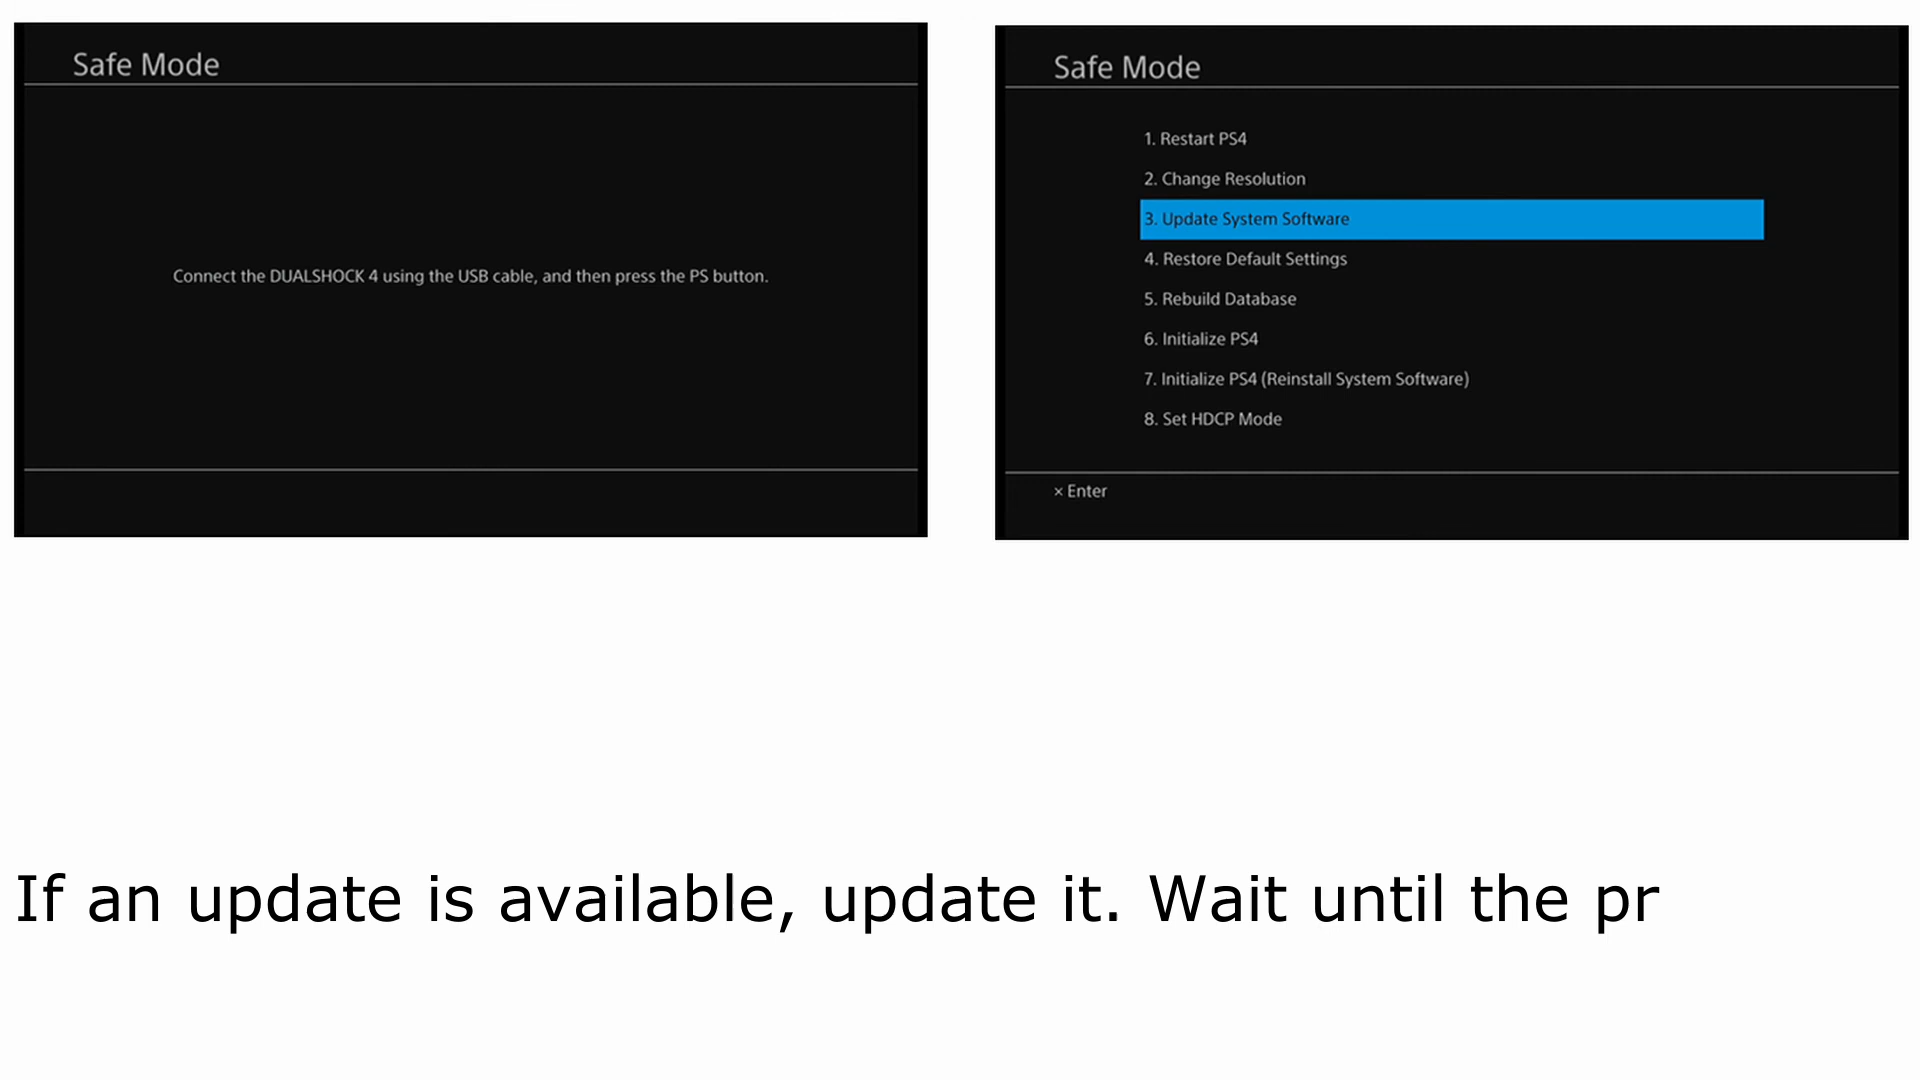 Safe Mode
Connect the DUALSHOCK 4 using the USB cable, and then press the PS button.
Safe Mode
1. Restart PS4
2. Change Resolution
3. Update System Software
4. Restore Default Settings
5. Rebuild Database
6. Initialize PS4
7. Initialize PS4 (Reinstall System Software)
8. Set HDCP Mode
× Enter
If an update is available, update it. Wait until the pr